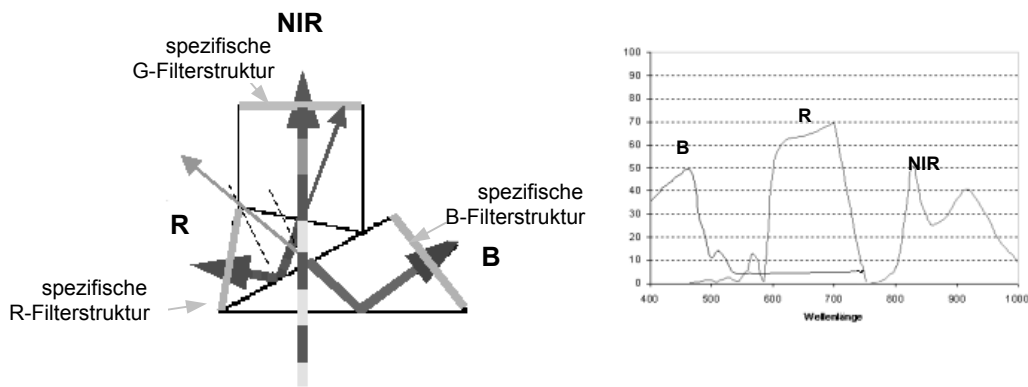 NIR
spezifische
G-Filterstruktur
R
spezifische
B-Filterstruktur
B
spezifische
R-Filterstruktur
100
90
80
70
60
50
40
30
20
10
0
B
R
NIR
400 500 600 700 800 900 1000
Wellenlänge